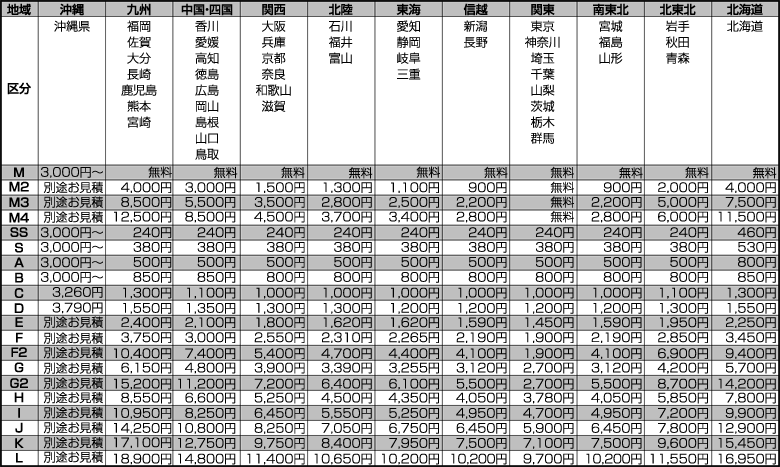 地域 沖縄 九州 中国・四国 関西 北陸 東海 信越 関東 南東北 北東北 北海道
区分
沖縄県 福岡 香川 大阪 石川 愛知 新潟 東京 宮城 岩手 北海道
佐賀 愛媛 兵庫 福井 静岡 長野 神奈川 福島 秋田
大分 高知 京都 富山 岐阜 埼玉 山形 青森
長崎 徳島 奈良 三重 千葉
鹿児島 広島 和歌山 山梨
熊本 岡山 滋賀 茨城
宮崎 島根 栃木
山口 群馬
鳥取
M 3,000円～ 無料 無料 無料 無料 無料 無料 無料 無料 無料 無料
M2 別途お見積 4,000円 3,000円 1,500円 1,300円 1,100円 900円 無料 900円 2,000円 4,000円
M3 別途お見積 8,500円 5,500円 3,500円 2,800円 2,500円 2,200円 無料 2,200円 5,000円 7,500円
M4 別途お見積 12,500円 8,500円 4,500円 3,700円 3,400円 2,800円 無料 2,800円 6,000円 11,500円
SS 3,000円～ 240円 240円 240円 240円 240円 240円 240円 240円 240円 460円
S 3,000円～ 380円 380円 380円 380円 380円 380円 380円 380円 380円 530円
A 3,000円～ 500円 500円 500円 500円 500円 500円 500円 500円 500円 800円
B 3,000円～ 850円 850円 800円 800円 800円 800円 800円 800円 800円 850円
C 3,260円 1,300円 1,100円 1,000円 1,000円 1,000円 1,000円 1,000円 1,000円 1,100円 1,300円
D 3,790円 1,550円 1,350円 1,300円 1,300円 1,200円 1,200円 1,200円 1,200円 1,300円 1,550円
E 別途お見積 2,400円 2,100円 1,800円 1,620円 1,620円 1,590円 1,450円 1,590円 1,950円 2,250円
F 別途お見積 3,750円 3,000円 2,550円 2,310円 2,265円 2,190円 1,900円 2,190円 2,850円 3,450円
F2 別途お見積 10,400円 7,400円 5,400円 4,700円 4,400円 4,100円 1,900円 4,100円 6,900円 9,400円
G 別途お見積 6,150円 4,800円 3,900円 3,390円 3,255円 3,120円 2,700円 3,120円 4,200円 5,700円
G2 別途お見積 15,200円 11,200円 7,200円 6,400円 6,100円 5,500円 2,700円 5,500円 8,700円 14,200円
H 別途お見積 8,550円 6,600円 5,250円 4,500円 4,350円 4,050円 3,780円 4,050円 5,850円 7,800円
I 別途お見積 10,950円 8,250円 6,450円 5,550円 5,250円 4,950円 4,700円 4,950円 7,200円 9,900円
J 別途お見積 14,250円 10,800円 8,250円 7,050円 6,750円 6,450円 5,900円 6,450円 7,800円 12,900円
K 別途お見積 17,100円 12,750円 9,750円 8,400円 7,950円 7,500円 7,100円 7,500円 9,600円 15,450円
L 別途お見積 18,900円 14,800円 11,400円 10,650円 10,200円 10,200円 9,700円 10,200円 11,550円 16,950円